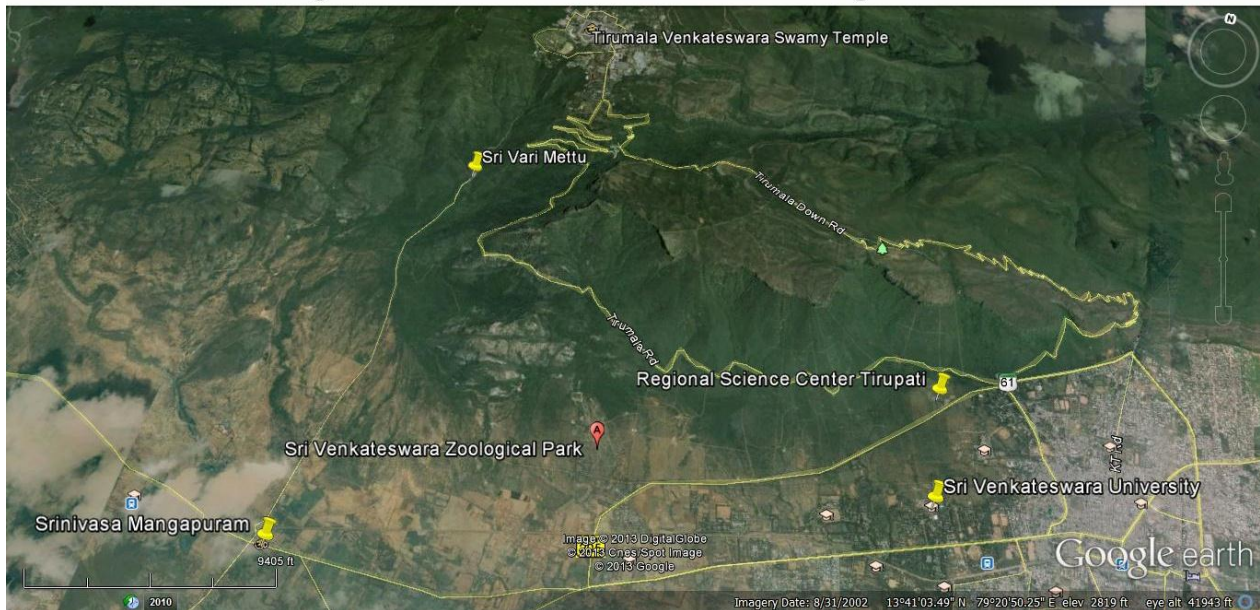 N
Tirumala Venkateswara Swamy Temple
Sri Vari Mettu
Tirumala Down Rd
Tirumala Rd
Regional Science Center Tirupati
61
A
Sri Venkateswara Zoological Park
KT Rd
Sri Venkateswara University
Srinivasa Mangapuram
9405 ft
Image © 2013 DigitalGlobe
© 2013 Cnes Spot Image
© 2013 Google
Google earth
2010
Imagery Date: 8/31/2002 13°41'03.49" N 79°20'50.25" E elev 2819 ft eye alt 41943 ft